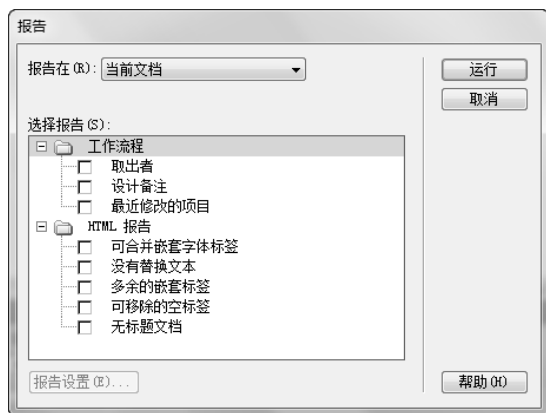 报告
报告在(R): 当前文档
运行
取消
选择报告(S):
工作流程
取出者
设计备注
最近修改的项目
HTML 报告
可合并嵌套字体标签
没有替换文本
多余的嵌套标签
可移除的空标签
无标题文档
报告设置(E)...
帮助(H)